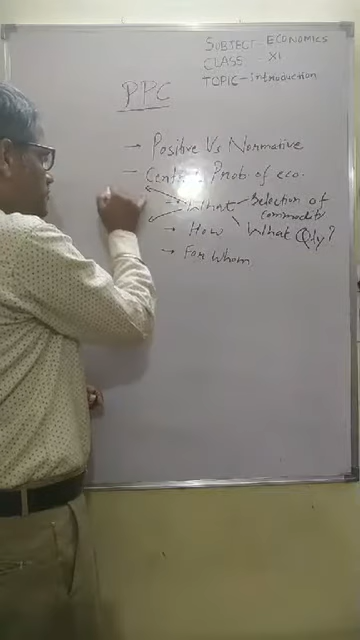 SUBJECT - ECONOMICS
CLASS - XI
TOPIC - introduction
PPC
→ Positive Vs Normative
Prob. of eco.
→ What - Selection of
commodity
→ How What Qty?
→ For Whom